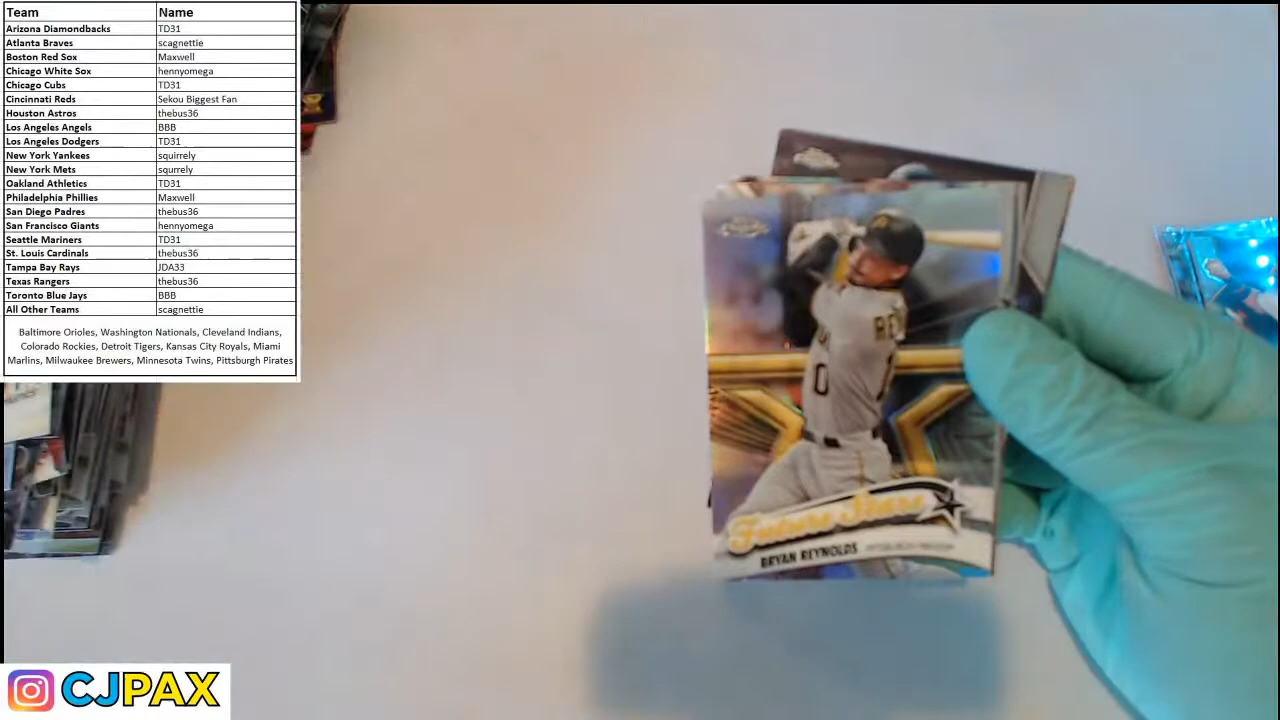 Team Name
Arizona Diamondbacks TD31
Atlanta Braves scagnettie
Boston Red Sox Maxwell
Chicago White Sox hennyomega
Chicago Cubs TD31
Cincinnati Reds Sekou Biggest Fan
Houston Astros thebus36
Los Angeles Angels BBB
Los Angeles Dodgers TD31
New York Yankees squirrely
New York Mets squrrely
Oakland Athletics TD31
Philadelphia Phillies Maxwell
San Diego Padres thebus36
San Francisco Giants hennyomega
Seattle Mariners TD31
St. Louis Cardinals thebus36
Tampa Bay Rays JDA33
Texas Rangers thebus36
Toronto Blue Jays BBB
All Other Teams scagnettie
Baltimore Orioles, Washington Nationals, Cleveland Indians,
Colorado Rockies, Detroit Tigers, Kansas City Royals, Miami
Marlins, Milwaukee Brewers, Minnesota Twins, Pittsburgh Pirates
Future Stars
BRYAN REYNOLDS
CJPAX